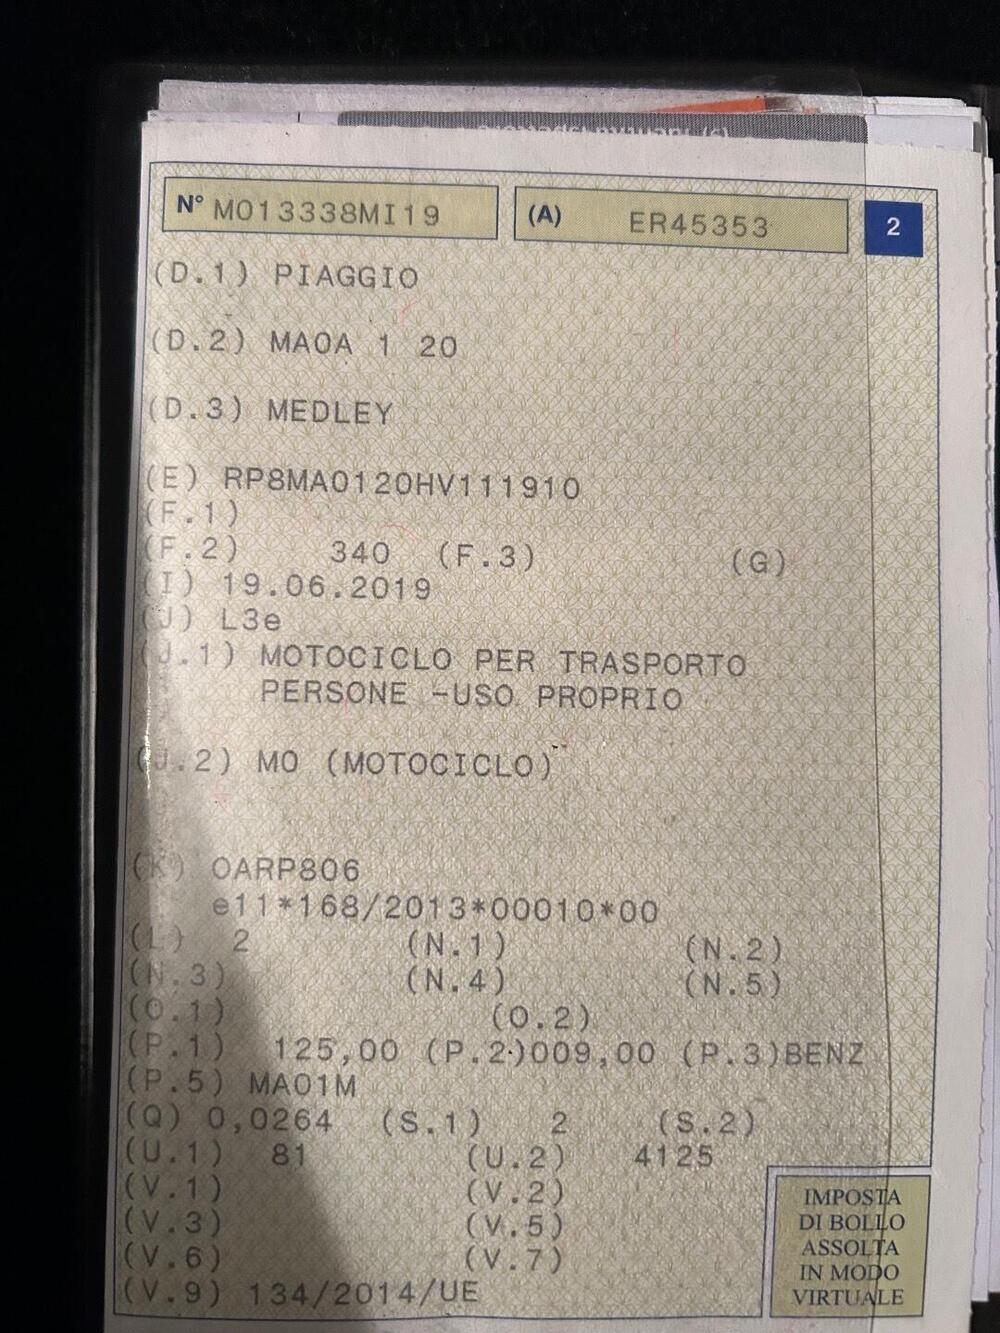 N° M013338MI19 (A) ER45353 2
(D.1) PIAGGIO
(D.2) MA0A 1 20
(D.3) MEDLEY
(E) RP8MA0120HV111910
(F.1)
(F.2) 340 (F.3) (G)
(I) 19.06.2019
(J) L3e
(J.1) MOTOCICLO PER TRASPORTO
PERSONE -USO PROPRIO
(J.2) MO (MOTOCICLO)
(K) OARP806
e11*168/2013*00010*00
(L) 2 (N.1) (N.2)
(N.3) (N.4) (N.5)
(O.1) (O.2)
(P.1) 125,00 (P.2)009,00 (P.3)BENZ
(P.5) MA01M
(Q) 0,0264 (S.1) 2 (S.2)
(U.1) 81 (U.2) 4125
(V.1) (V.2)
(V.3) (V.5)
(V.6) (V.7)
(V.9) 134/2014/UE
IMPOSTA
DI BOLLO
ASSOLTA
IN MODO
VIRTUALE